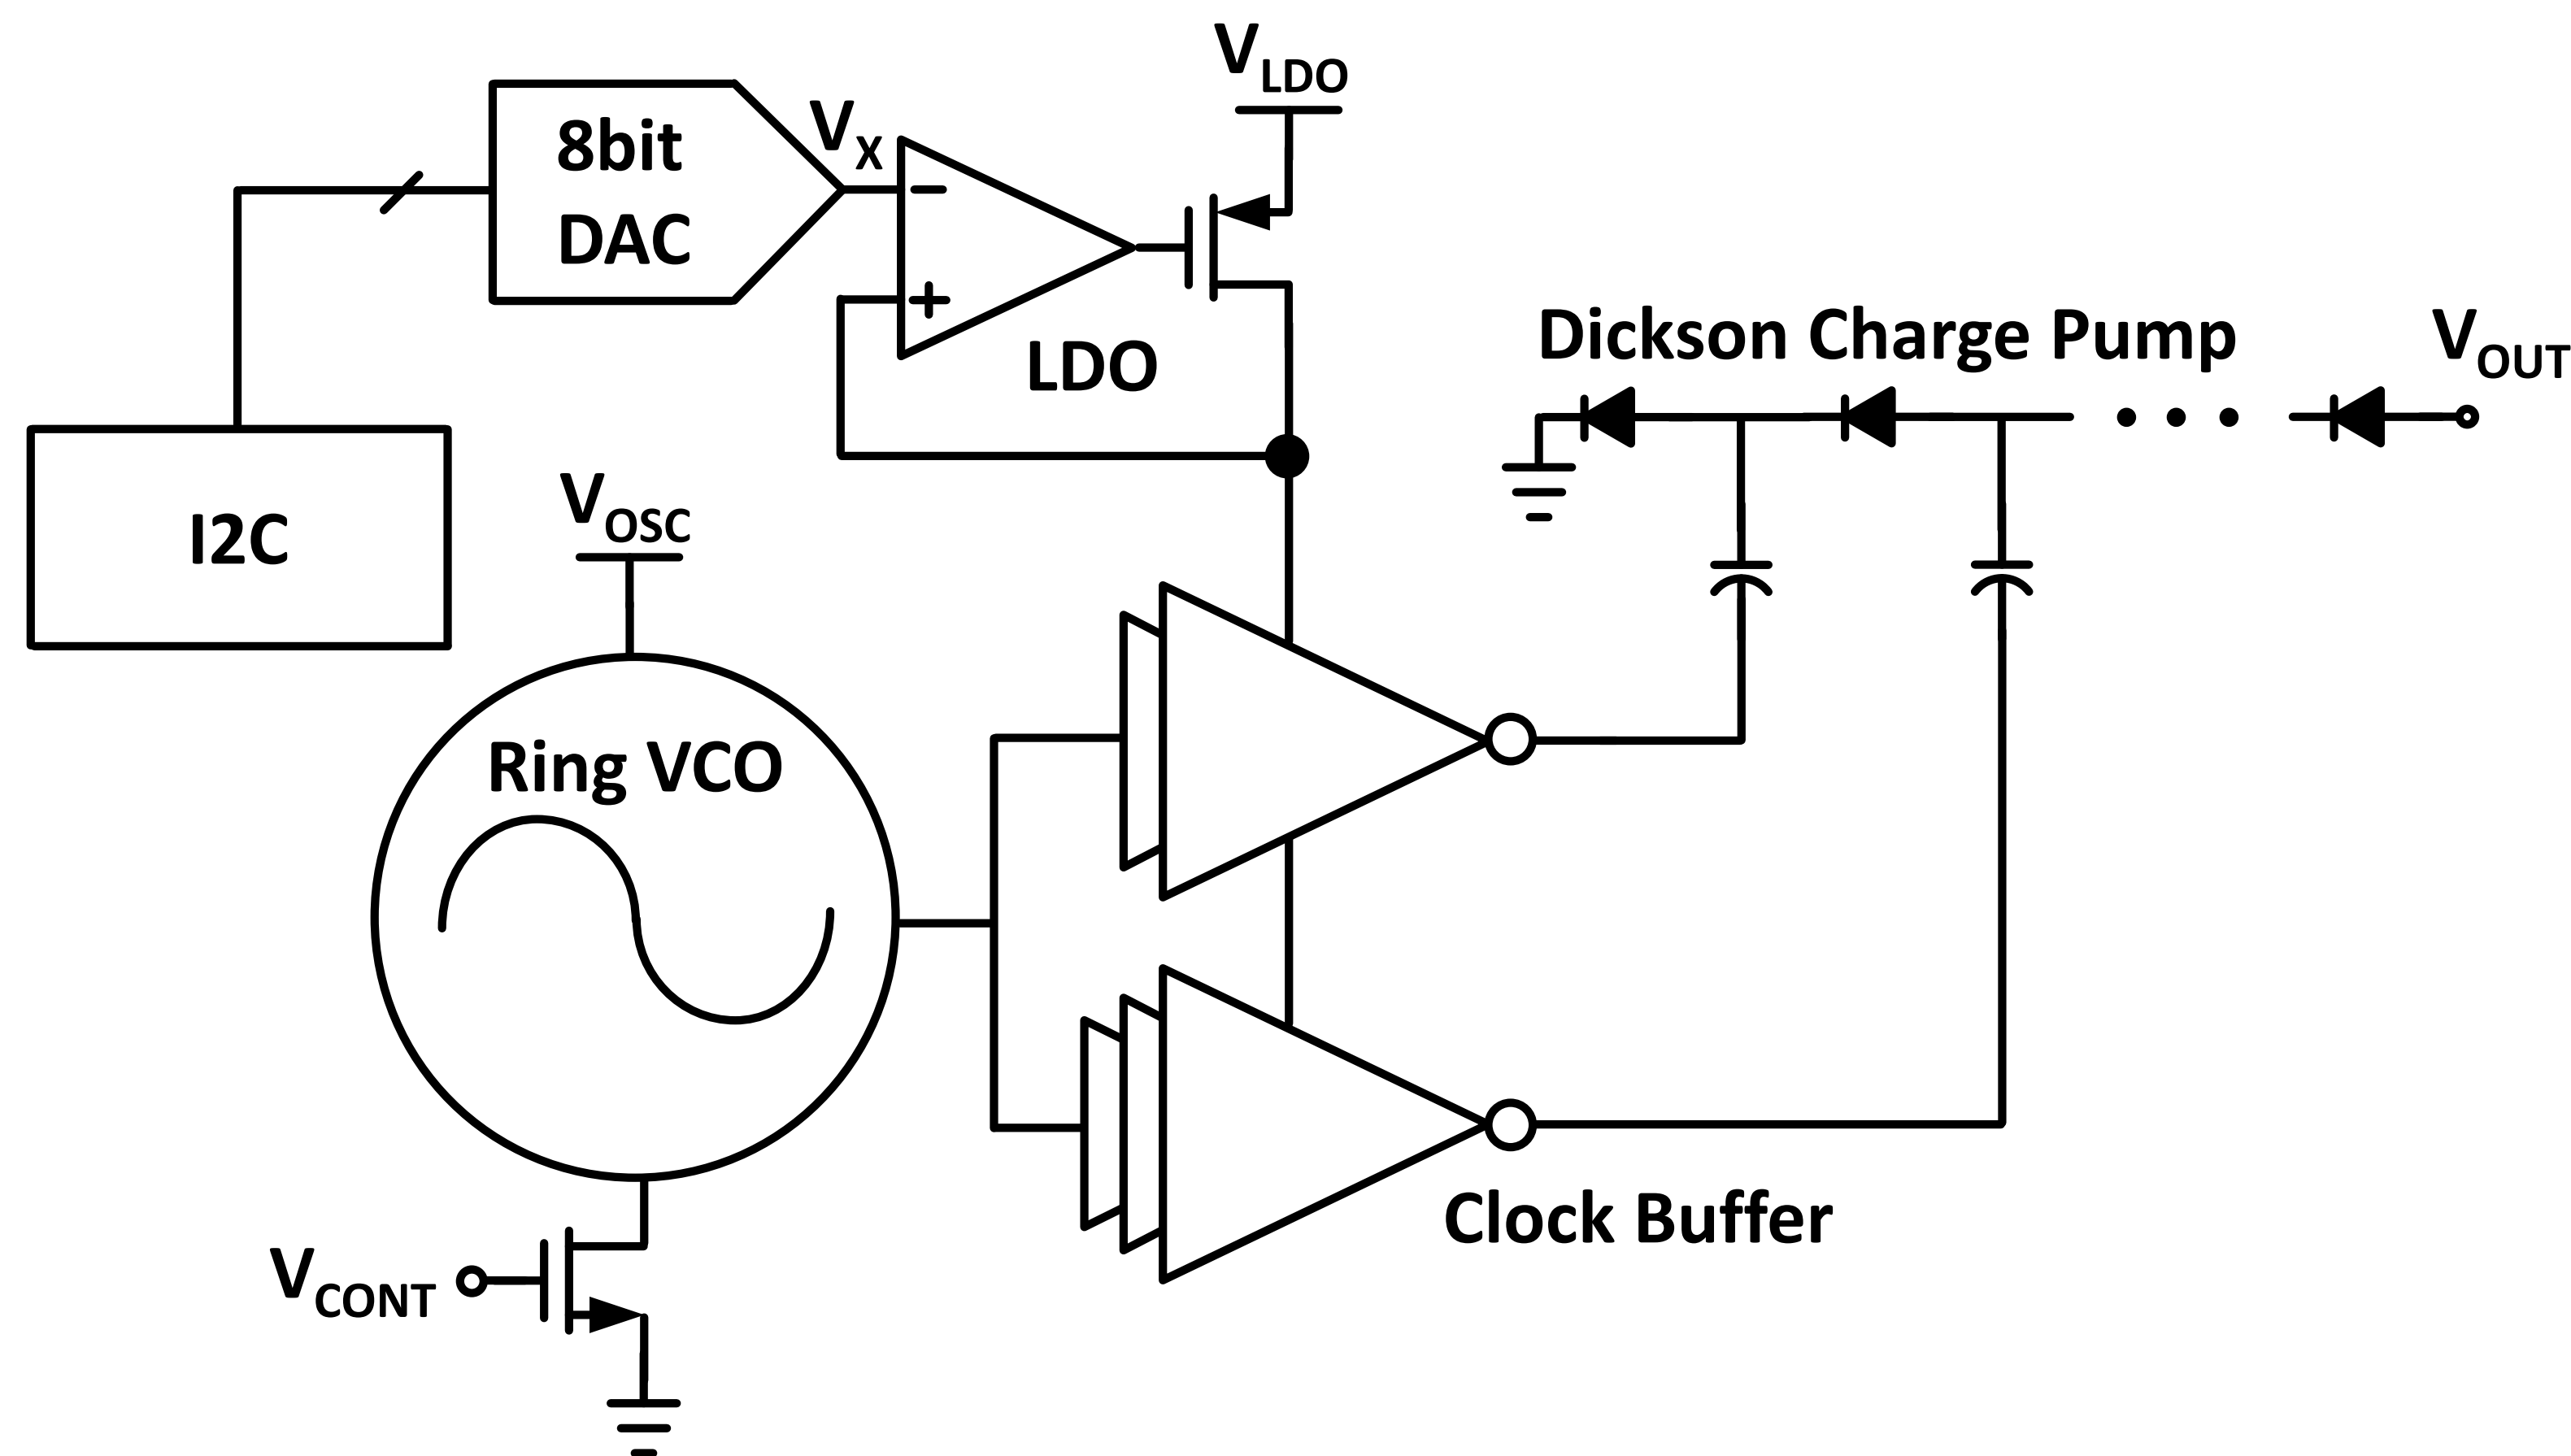 V_LDO
8bit
DAC
V_X
−
+
LDO
Dickson Charge Pump
V_OUT
I2C
V_OSC
Ring VCO
Clock Buffer
V_CONT